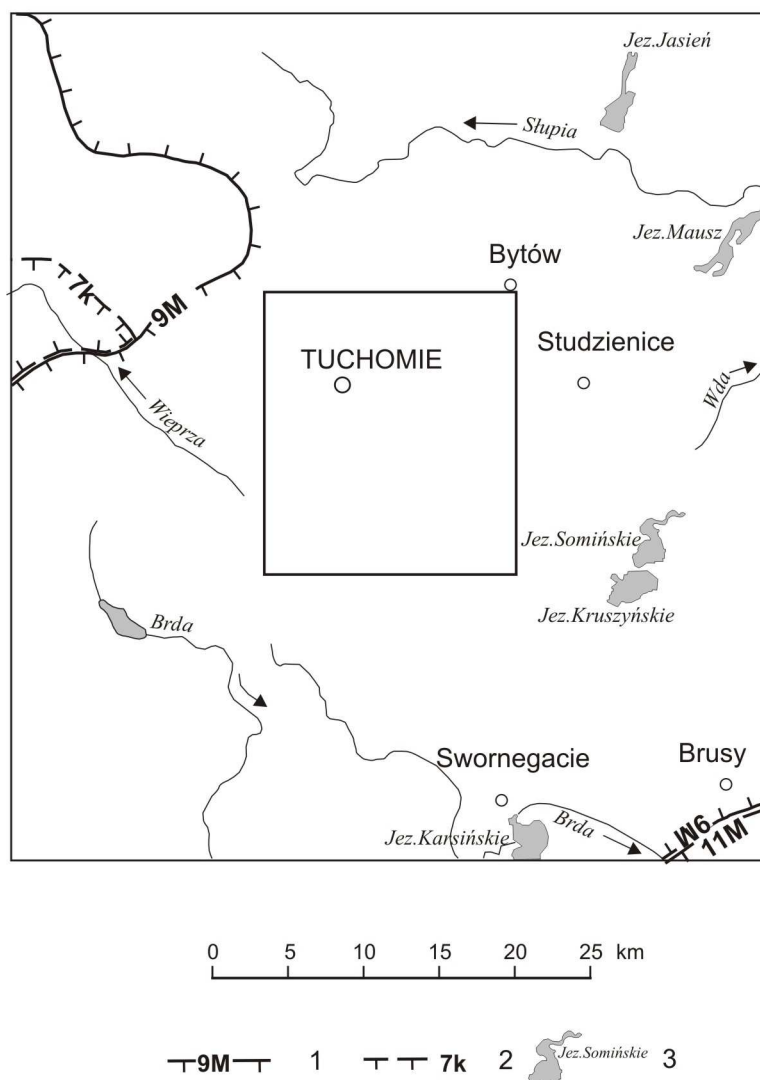 Jez.Jasień
Słupia
Jez.Mausz
Bytów
7k
9M
TUCHOMIE
Studzienice
Wda
Wieprza
Jez.Somińskie
Jez.Kruszyńskie
Brda
Swornegacie
Brusy
Jez.Karsińskie
Brda
9M
11M
0 5 10 15 20 25 km
9M 1 7k 2 Jez.Somińskie 3